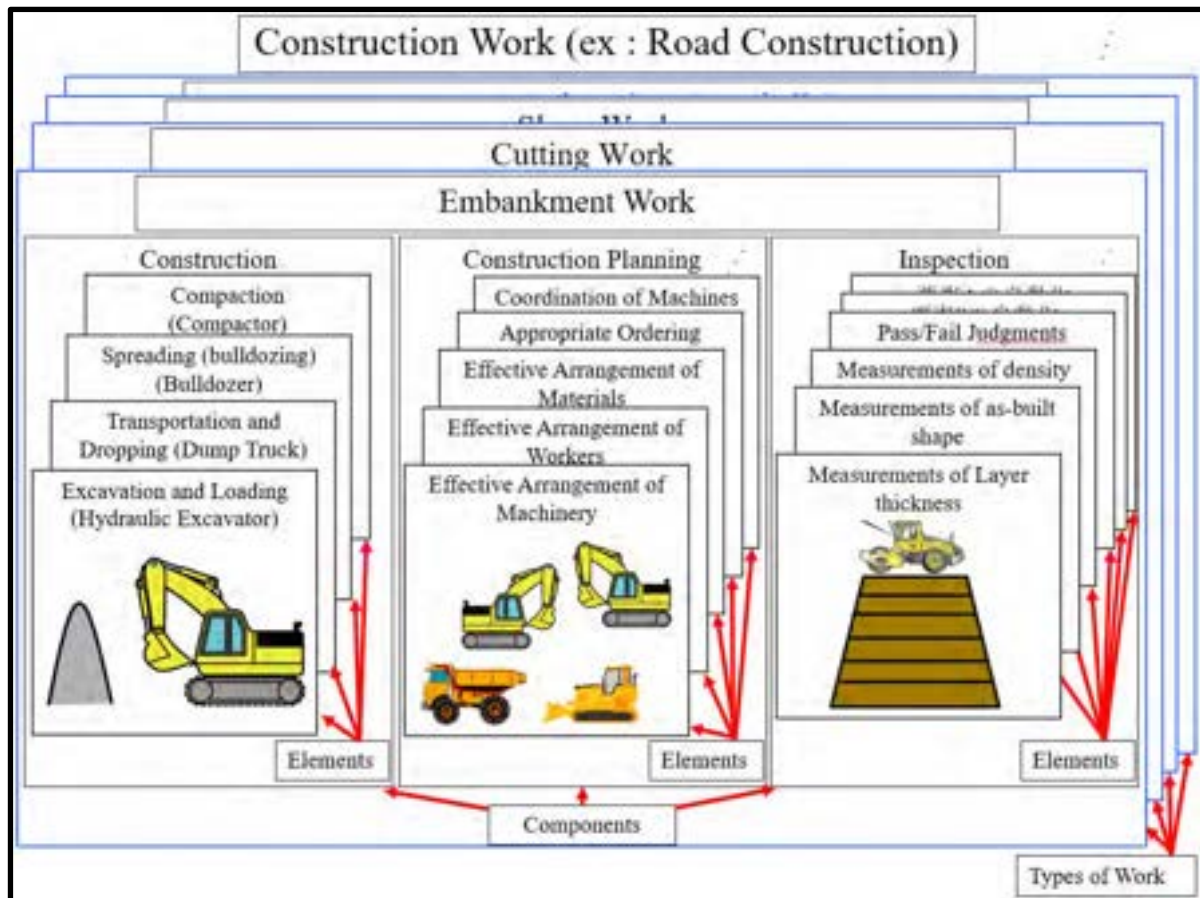 Construction Work (ex : Road Construction)
Cutting Work
Embankment Work
Construction
Compaction
(Compactor)
Spreading (bulldozing)
(Bulldozer)
Transportation and
Dropping (Dump Truck)
Excavation and Loading
(Hydraulic Excavator)
Elements
Construction Planning
Coordination of Machines
Appropriate Ordering
Effective Arrangement of
Materials
Effective Arrangement of
Workers
Effective Arrangement of
Machinery
Elements
Inspection
Pass/Fail Judgments
Measurements of density
Measurements of as-built
shape
Measurements of Layer
thickness
Elements
Components
Types of Work